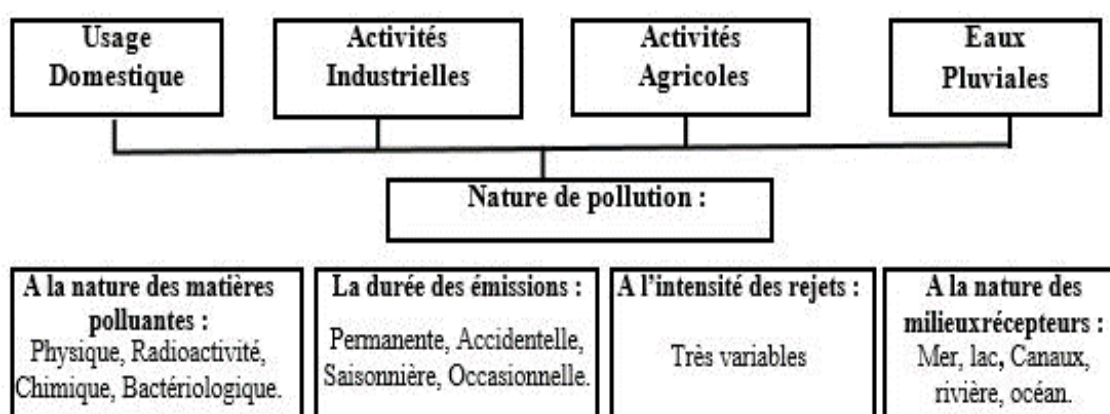 Usage
Domestique
Activités
Industrielles
Activités
Agricoles
Eaux
Pluviales
Nature de pollution :
A la nature des matières
polluantes :
Physique, Radioactivité,
Chimique, Bactériologique.
La durée des émissions :
Permanente, Accidentelle,
Saisonnière, Occasionnelle.
A l'intensité des rejets :
Très variables
A la nature des
milieuxrécepteurs :
Mer, lac, Canaux,
rivière, océan.